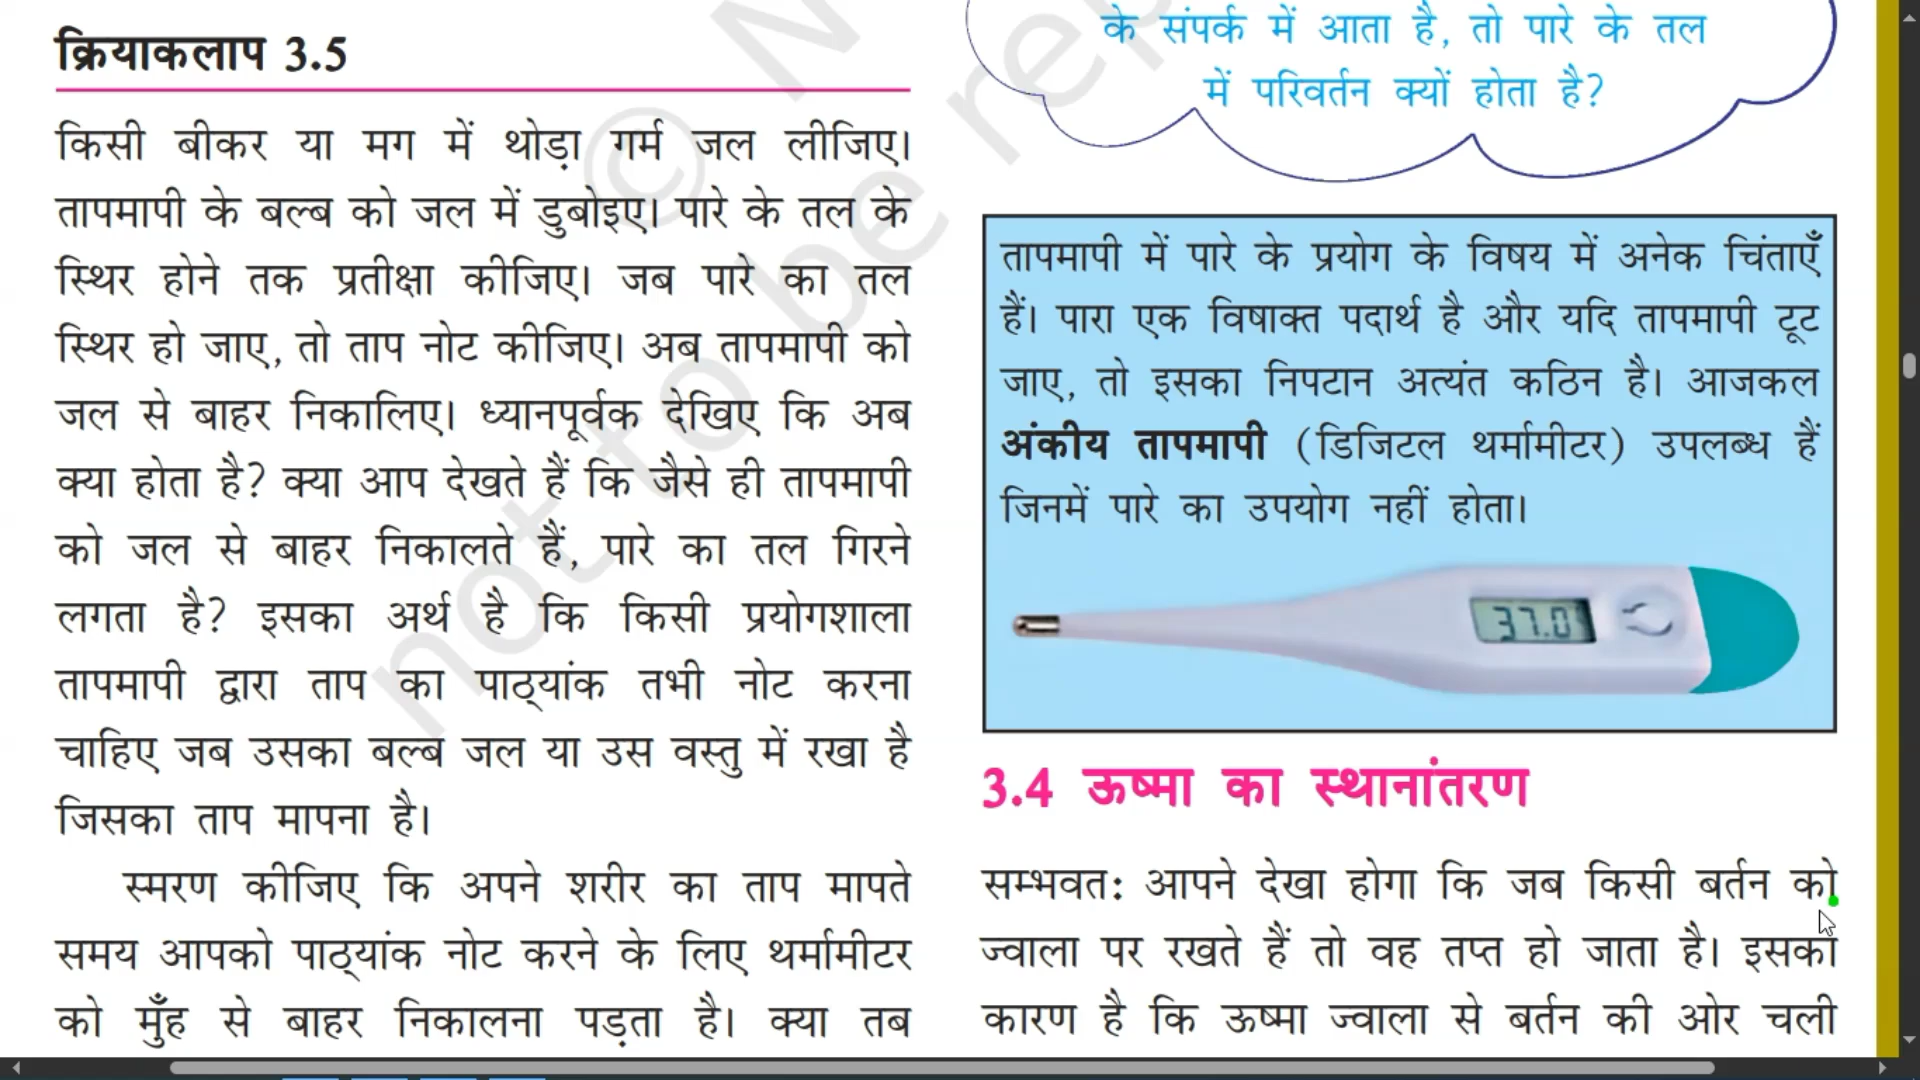 क्रियाकलाप 3.5
किसी बीकर या मग में थोड़ा गर्म जल लीजिए।
तापमापी के बल्ब को जल में डुबोइए। पारे के तल के
स्थिर होने तक प्रतीक्षा कीजिए। जब पारे का तल
स्थिर हो जाए, तो ताप नोट कीजिए। अब तापमापी को
जल से बाहर निकालिए। ध्यानपूर्वक देखिए कि अब
क्या होता है? क्या आप देखते हैं कि जैसे ही तापमापी
को जल से बाहर निकालते हैं, पारे का तल गिरने
लगता है? इसका अर्थ है कि किसी प्रयोगशाला
तापमापी द्वारा ताप का पाठ्यांक तभी नोट करना
चाहिए जब उसका बल्ब जल या उस वस्तु में रखा है
जिसका ताप मापना है।
स्मरण कीजिए कि अपने शरीर का ताप मापते
समय आपको पाठ्यांक नोट करने के लिए थर्मामीटर
को मुँह से बाहर निकालना पड़ता है। क्या तब
के संपर्क में आता है, तो पारे के तल
में परिवर्तन क्यों होता है?
तापमापी में पारे के प्रयोग के विषय में अनेक चिंताएँ
हैं। पारा एक विषाक्त पदार्थ है और यदि तापमापी टूट
जाए, तो इसका निपटान अत्यंत कठिन है। आजकल
अंकीय तापमापी (डिजिटल थर्मामीटर) उपलब्ध हैं
जिनमें पारे का उपयोग नहीं होता।
37.0
3.4 ऊष्मा का स्थानांतरण
सम्भवत: आपने देखा होगा कि जब किसी बर्तन को
ज्वाला पर रखते हैं तो वह तप्त हो जाता है। इसका
कारण है कि ऊष्मा ज्वाला से बर्तन की ओर चली
© N
not to be rep